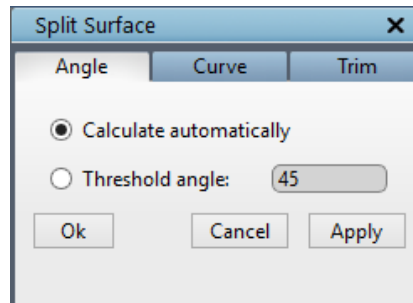 Split Surface
Angle Curve Trim
Calculate automatically
Threshold angle: 45
Ok Cancel Apply